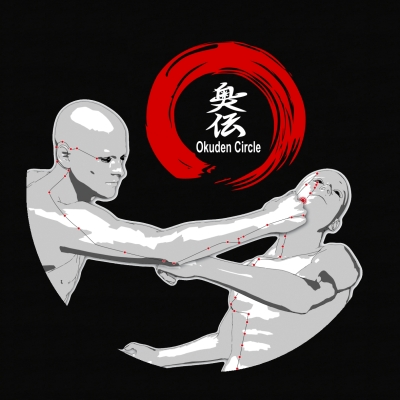 奥
伝
Okuden Circle